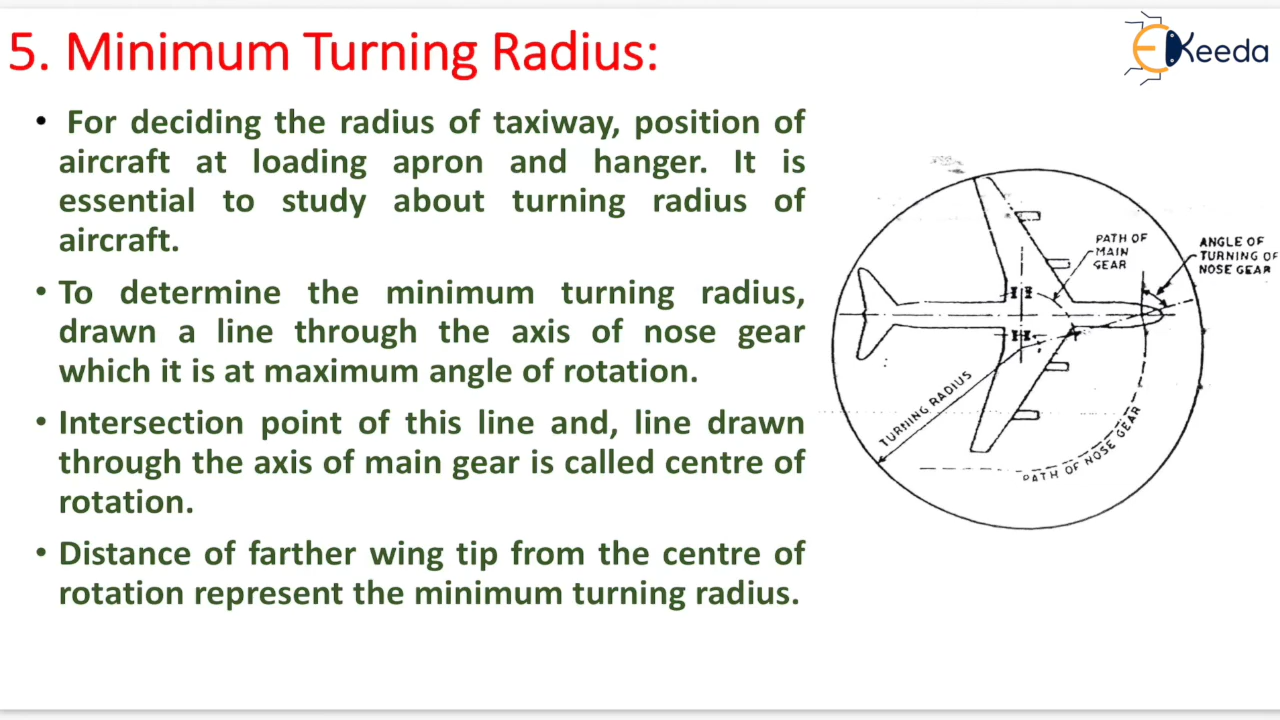 5. Minimum Turning Radius:
Keeda
• For deciding the radius of taxiway, position of
aircraft at loading apron and hanger. It is
essential to study about turning radius of
aircraft.
• To determine the minimum turning radius,
drawn a line through the axis of nose gear
which it is at maximum angle of rotation.
• Intersection point of this line and, line drawn
through the axis of main gear is called centre of
rotation.
• Distance of farther wing tip from the centre of
rotation represent the minimum turning radius.
PATH OF
MAIN
GEAR
ANGLE OF
TURNING OF
NOSE GEAR
TURNING RADIUS
PATH OF NOSE GEAR